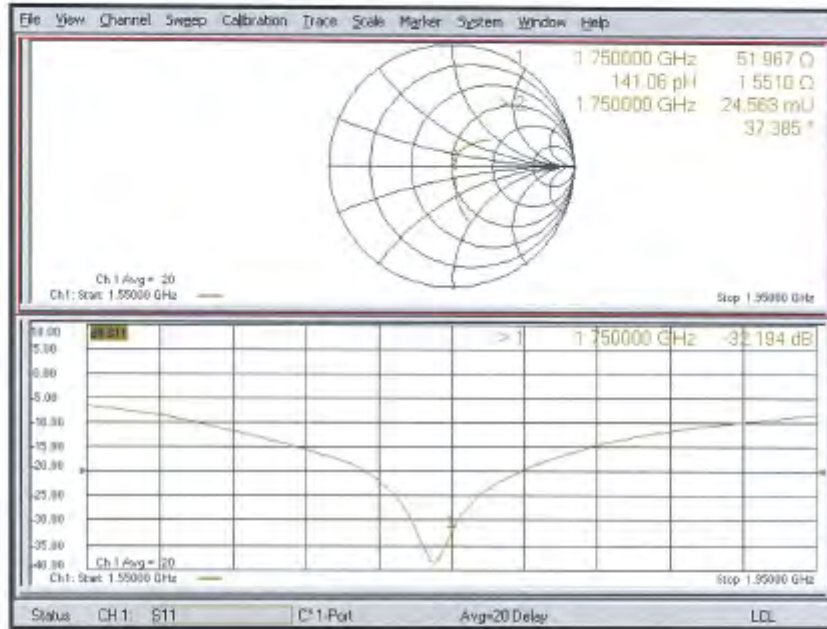 File View Channel Sweep Calibration Trace Scale Marker System Window Help
1 1.750000 GHz 51.967 Ω
141.06 pH 1.5510 Ω
>2 1.750000 GHz 24.563 mU
37.385 °
Ch 1 Avg = 20
Ch1: Start 1.55000 GHz
Stop 1.95000 GHz
10.00
S11
> 1 1.750000 GHz -32.194 dB
5.00
0.00
-5.00
-10.00
-15.00
-20.00
-25.00
-30.00
-35.00
-40.00
Ch 1 Avg = 20
Ch1: Start 1.55000 GHz
Stop 1.95000 GHz
Status CH 1: S11 C* 1-Port Avg=20 Delay LCL